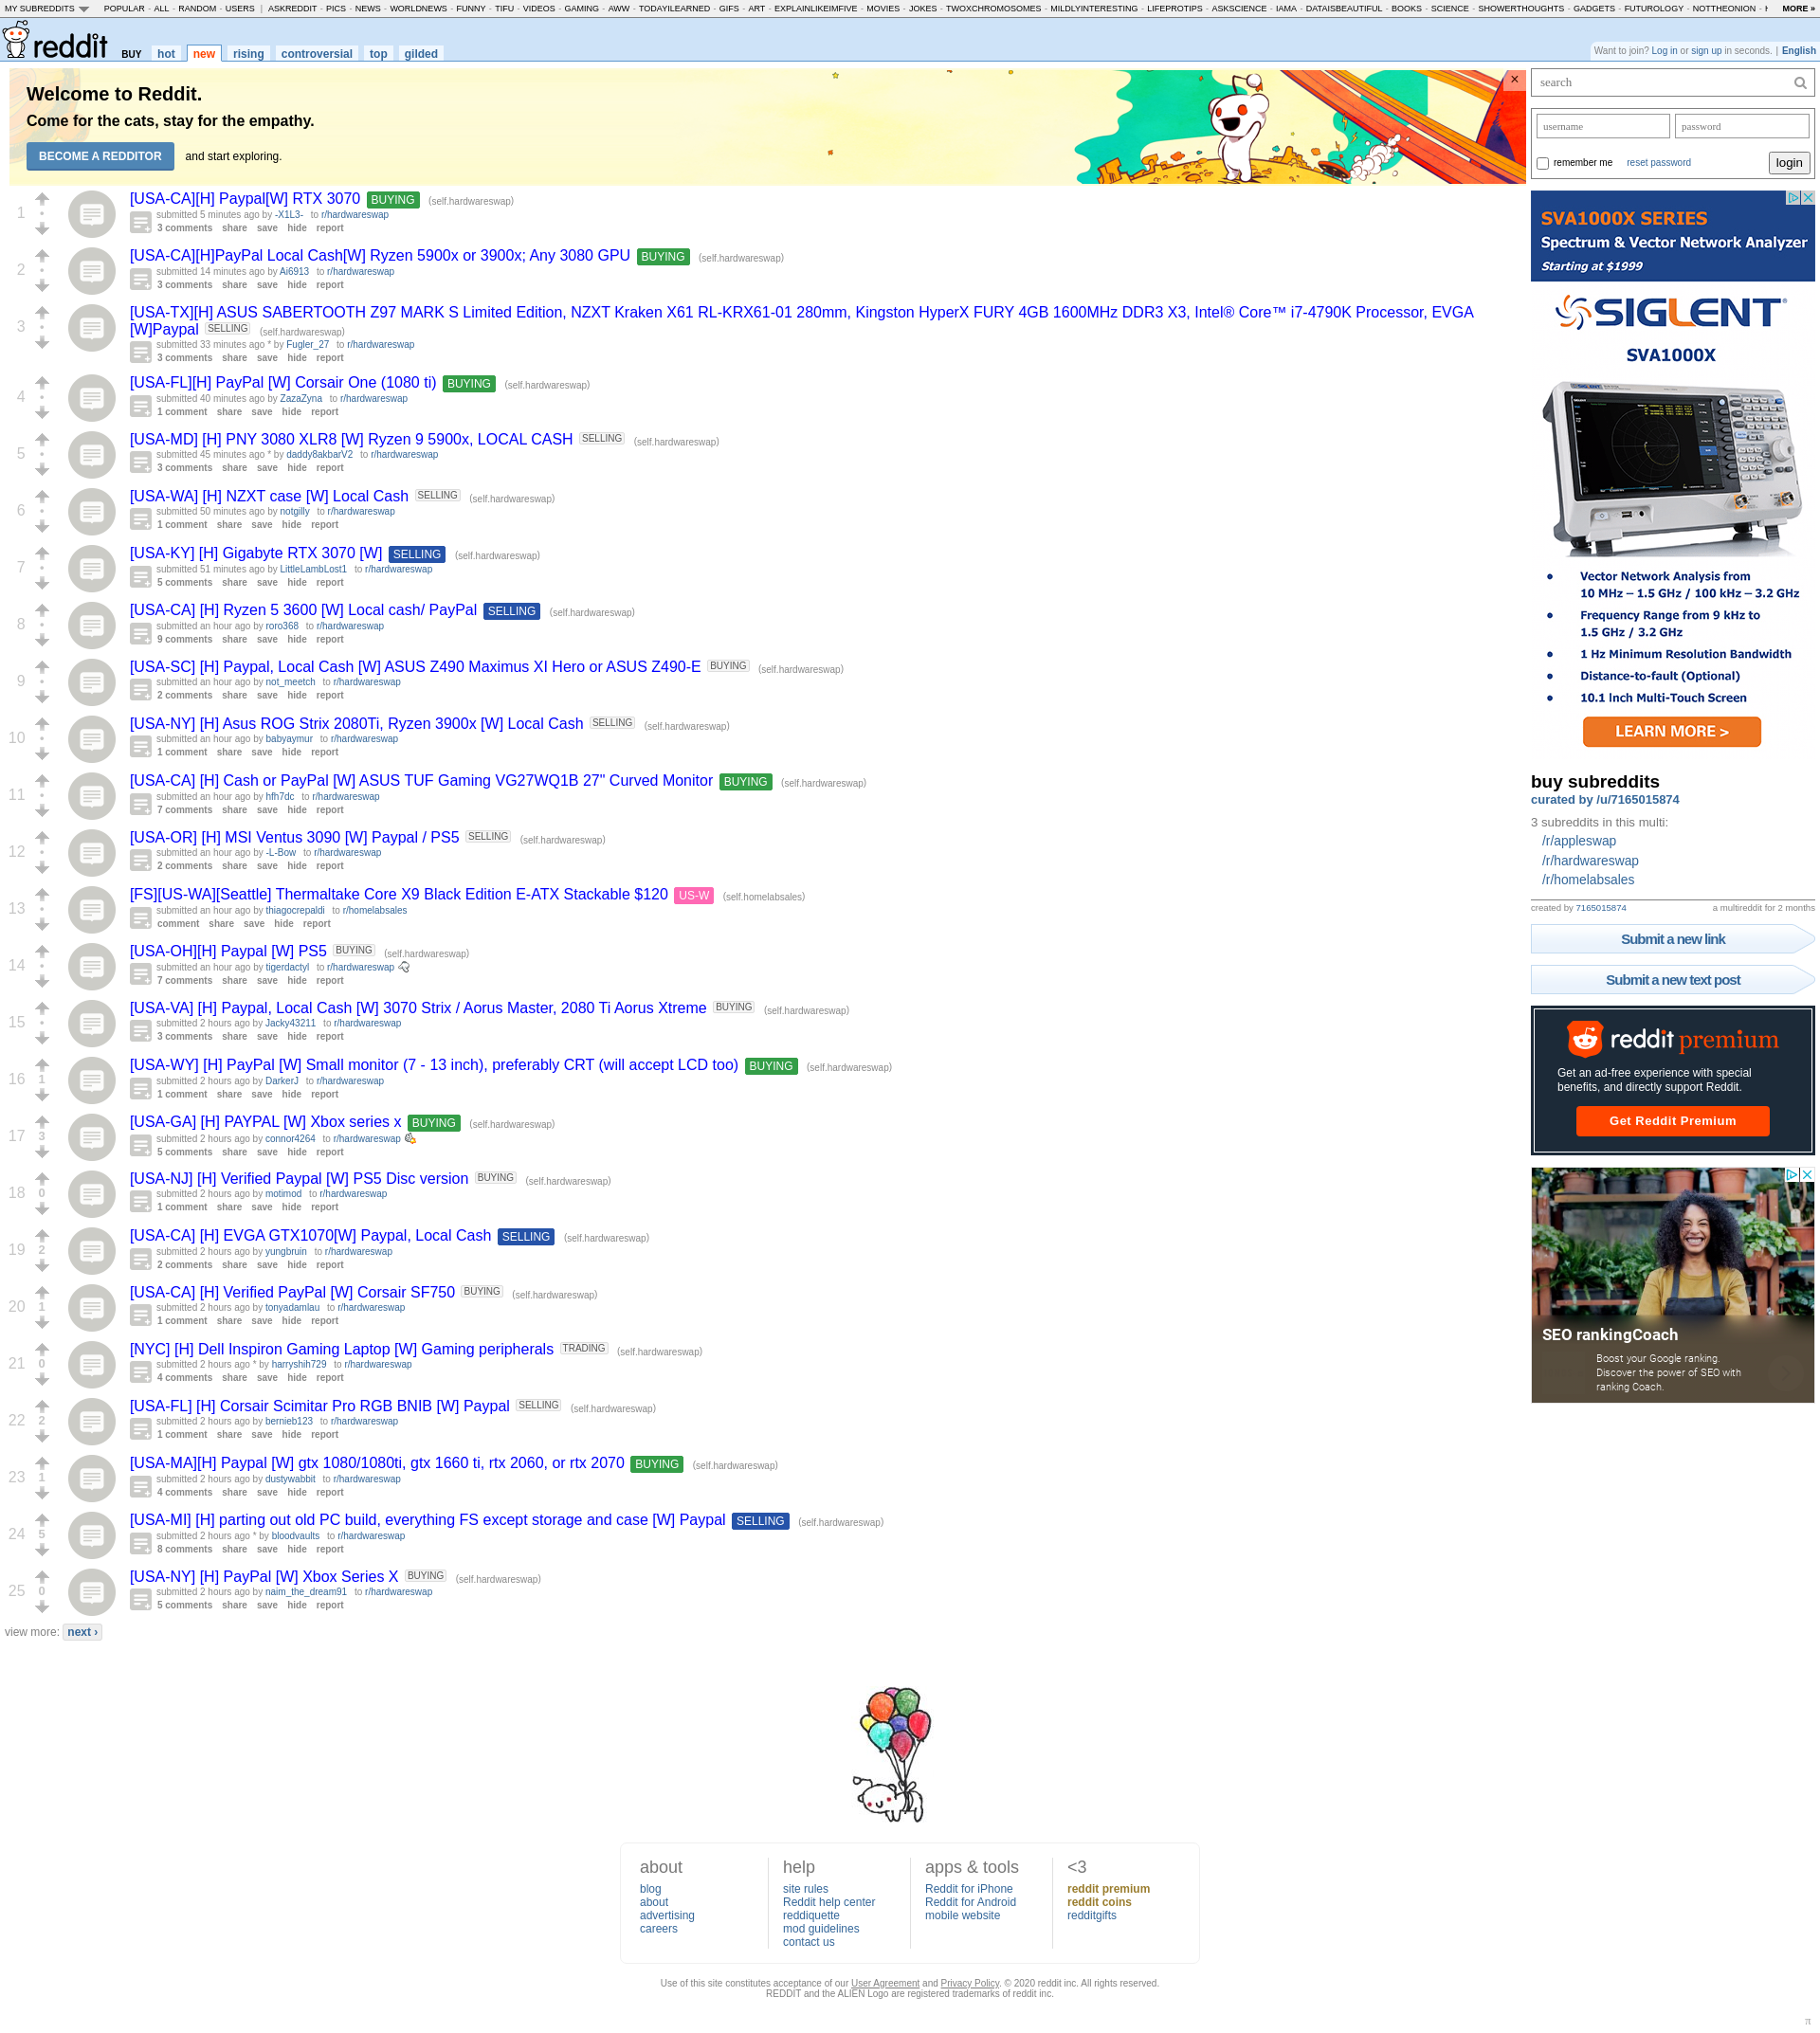 MY SUBREDDITS POPULAR - ALL - RANDOM - USERS | ASKREDDIT - PICS - NEWS - WORLDNEWS - FUNNY - TIFU - VIDEOS - GAMING - AWW - TODAYILEARNED - GIFS - ART - EXPLAINLIKEIMFIVE - MOVIES - JOKES - TWOXCHROMOSOMES - MILDLYINTERESTING - LIFEPROTIPS - ASKSCIENCE - IAMA - DATAISBEAUTIFUL - BOOKS - SCIENCE - SHOWERTHOUGHTS - GADGETS - FUTUROLOGY - NOTTHEONION - MORE »
reddit BUY hot new rising controversial top gilded
Want to join? Log in or sign up in seconds. | English
Welcome to Reddit.
Come for the cats, stay for the empathy.
BECOME A REDDITOR and start exploring.
×
1
[USA-CA][H] Paypal[W] RTX 3070 BUYING (self.hardwareswap)
submitted 5 minutes ago by -X1L3- to r/hardwareswap
3 comments share save hide report
2
[USA-CA][H]PayPal Local Cash[W] Ryzen 5900x or 3900x; Any 3080 GPU BUYING (self.hardwareswap)
submitted 14 minutes ago by Ai6913 to r/hardwareswap
3 comments share save hide report
3
[USA-TX][H] ASUS SABERTOOTH Z97 MARK S Limited Edition, NZXT Kraken X61 RL-KRX61-01 280mm, Kingston HyperX FURY 4GB 1600MHz DDR3 X3, Intel® Core™ i7-4790K Processor, EVGA
[W]Paypal SELLING (self.hardwareswap)
submitted 33 minutes ago * by Fugler_27 to r/hardwareswap
3 comments share save hide report
4
[USA-FL][H] PayPal [W] Corsair One (1080 ti) BUYING (self.hardwareswap)
submitted 40 minutes ago by ZazaZyna to r/hardwareswap
1 comment share save hide report
5
[USA-MD] [H] PNY 3080 XLR8 [W] Ryzen 9 5900x, LOCAL CASH SELLING (self.hardwareswap)
submitted 45 minutes ago * by daddy8akbarV2 to r/hardwareswap
3 comments share save hide report
6
[USA-WA] [H] NZXT case [W] Local Cash SELLING (self.hardwareswap)
submitted 50 minutes ago by notgilly to r/hardwareswap
1 comment share save hide report
7
[USA-KY] [H] Gigabyte RTX 3070 [W] SELLING (self.hardwareswap)
submitted 51 minutes ago by LittleLambLost1 to r/hardwareswap
5 comments share save hide report
8
[USA-CA] [H] Ryzen 5 3600 [W] Local cash/ PayPal SELLING (self.hardwareswap)
submitted an hour ago by roro368 to r/hardwareswap
9 comments share save hide report
9
[USA-SC] [H] Paypal, Local Cash [W] ASUS Z490 Maximus XI Hero or ASUS Z490-E BUYING (self.hardwareswap)
submitted an hour ago by not_meetch to r/hardwareswap
2 comments share save hide report
10
[USA-NY] [H] Asus ROG Strix 2080Ti, Ryzen 3900x [W] Local Cash SELLING (self.hardwareswap)
submitted an hour ago by babyaymur to r/hardwareswap
1 comment share save hide report
11
[USA-CA] [H] Cash or PayPal [W] ASUS TUF Gaming VG27WQ1B 27" Curved Monitor BUYING (self.hardwareswap)
submitted an hour ago by hfh7dc to r/hardwareswap
7 comments share save hide report
12
[USA-OR] [H] MSI Ventus 3090 [W] Paypal / PS5 SELLING (self.hardwareswap)
submitted an hour ago by -L-Bow to r/hardwareswap
2 comments share save hide report
13
[FS][US-WA][Seattle] Thermaltake Core X9 Black Edition E-ATX Stackable $120 US-W (self.homelabsales)
submitted an hour ago by thiagocrepaldi to r/homelabsales
comment share save hide report
14
[USA-OH][H] Paypal [W] PS5 BUYING (self.hardwareswap)
submitted an hour ago by tigerdactyl to r/hardwareswap
7 comments share save hide report
15
[USA-VA] [H] Paypal, Local Cash [W] 3070 Strix / Aorus Master, 2080 Ti Aorus Xtreme BUYING (self.hardwareswap)
submitted 2 hours ago by Jacky43211 to r/hardwareswap
3 comments share save hide report
16 1
[USA-WY] [H] PayPal [W] Small monitor (7 - 13 inch), preferably CRT (will accept LCD too) BUYING (self.hardwareswap)
submitted 2 hours ago by DarkerJ to r/hardwareswap
1 comment share save hide report
17 3
[USA-GA] [H] PAYPAL [W] Xbox series x BUYING (self.hardwareswap)
submitted 2 hours ago by connor4264 to r/hardwareswap
5 comments share save hide report
18 0
[USA-NJ] [H] Verified Paypal [W] PS5 Disc version BUYING (self.hardwareswap)
submitted 2 hours ago by motimod to r/hardwareswap
1 comment share save hide report
19 2
[USA-CA] [H] EVGA GTX1070[W] Paypal, Local Cash SELLING (self.hardwareswap)
submitted 2 hours ago by yungbruin to r/hardwareswap
2 comments share save hide report
20 1
[USA-CA] [H] Verified PayPal [W] Corsair SF750 BUYING (self.hardwareswap)
submitted 2 hours ago by tonyadamlau to r/hardwareswap
1 comment share save hide report
21 0
[NYC] [H] Dell Inspiron Gaming Laptop [W] Gaming peripherals TRADING (self.hardwareswap)
submitted 2 hours ago * by harryshih729 to r/hardwareswap
4 comments share save hide report
22 2
[USA-FL] [H] Corsair Scimitar Pro RGB BNIB [W] Paypal SELLING (self.hardwareswap)
submitted 2 hours ago by bernieb123 to r/hardwareswap
1 comment share save hide report
23 1
[USA-MA][H] Paypal [W] gtx 1080/1080ti, gtx 1660 ti, rtx 2060, or rtx 2070 BUYING (self.hardwareswap)
submitted 2 hours ago by dustywabbit to r/hardwareswap
4 comments share save hide report
24 5
[USA-MI] [H] parting out old PC build, everything FS except storage and case [W] Paypal SELLING (self.hardwareswap)
submitted 2 hours ago * by bloodvaults to r/hardwareswap
8 comments share save hide report
25 0
[USA-NY] [H] PayPal [W] Xbox Series X BUYING (self.hardwareswap)
submitted 2 hours ago by naim_the_dream91 to r/hardwareswap
5 comments share save hide report
view more: next ›
search
username password
remember me reset password login
SVA1000X SERIES
Spectrum & Vector Network Analyzer
Starting at $1999
SIGLENT
SVA1000X
• Vector Network Analysis from
10 MHz – 1.5 GHz / 100 kHz – 3.2 GHz
• Frequency Range from 9 kHz to
1.5 GHz / 3.2 GHz
• 1 Hz Minimum Resolution Bandwidth
• Distance-to-fault (Optional)
• 10.1 Inch Multi-Touch Screen
LEARN MORE >
buy subreddits
curated by /u/7165015874
3 subreddits in this multi:
/r/appleswap
/r/hardwareswap
/r/homelabsales
created by 7165015874 a multireddit for 2 months
Submit a new link
Submit a new text post
reddit premium
Get an ad-free experience with special
benefits, and directly support Reddit.
Get Reddit Premium
SEO rankingCoach
Boost your Google ranking.
Discover the power of SEO with
ranking Coach.
about
blog
about
advertising
careers
help
site rules
Reddit help center
reddiquette
mod guidelines
contact us
apps & tools
Reddit for iPhone
Reddit for Android
mobile website
<3
reddit premium
reddit coins
redditgifts
Use of this site constitutes acceptance of our User Agreement and Privacy Policy. © 2020 reddit inc. All rights reserved.
REDDIT and the ALIEN Logo are registered trademarks of reddit inc.
π